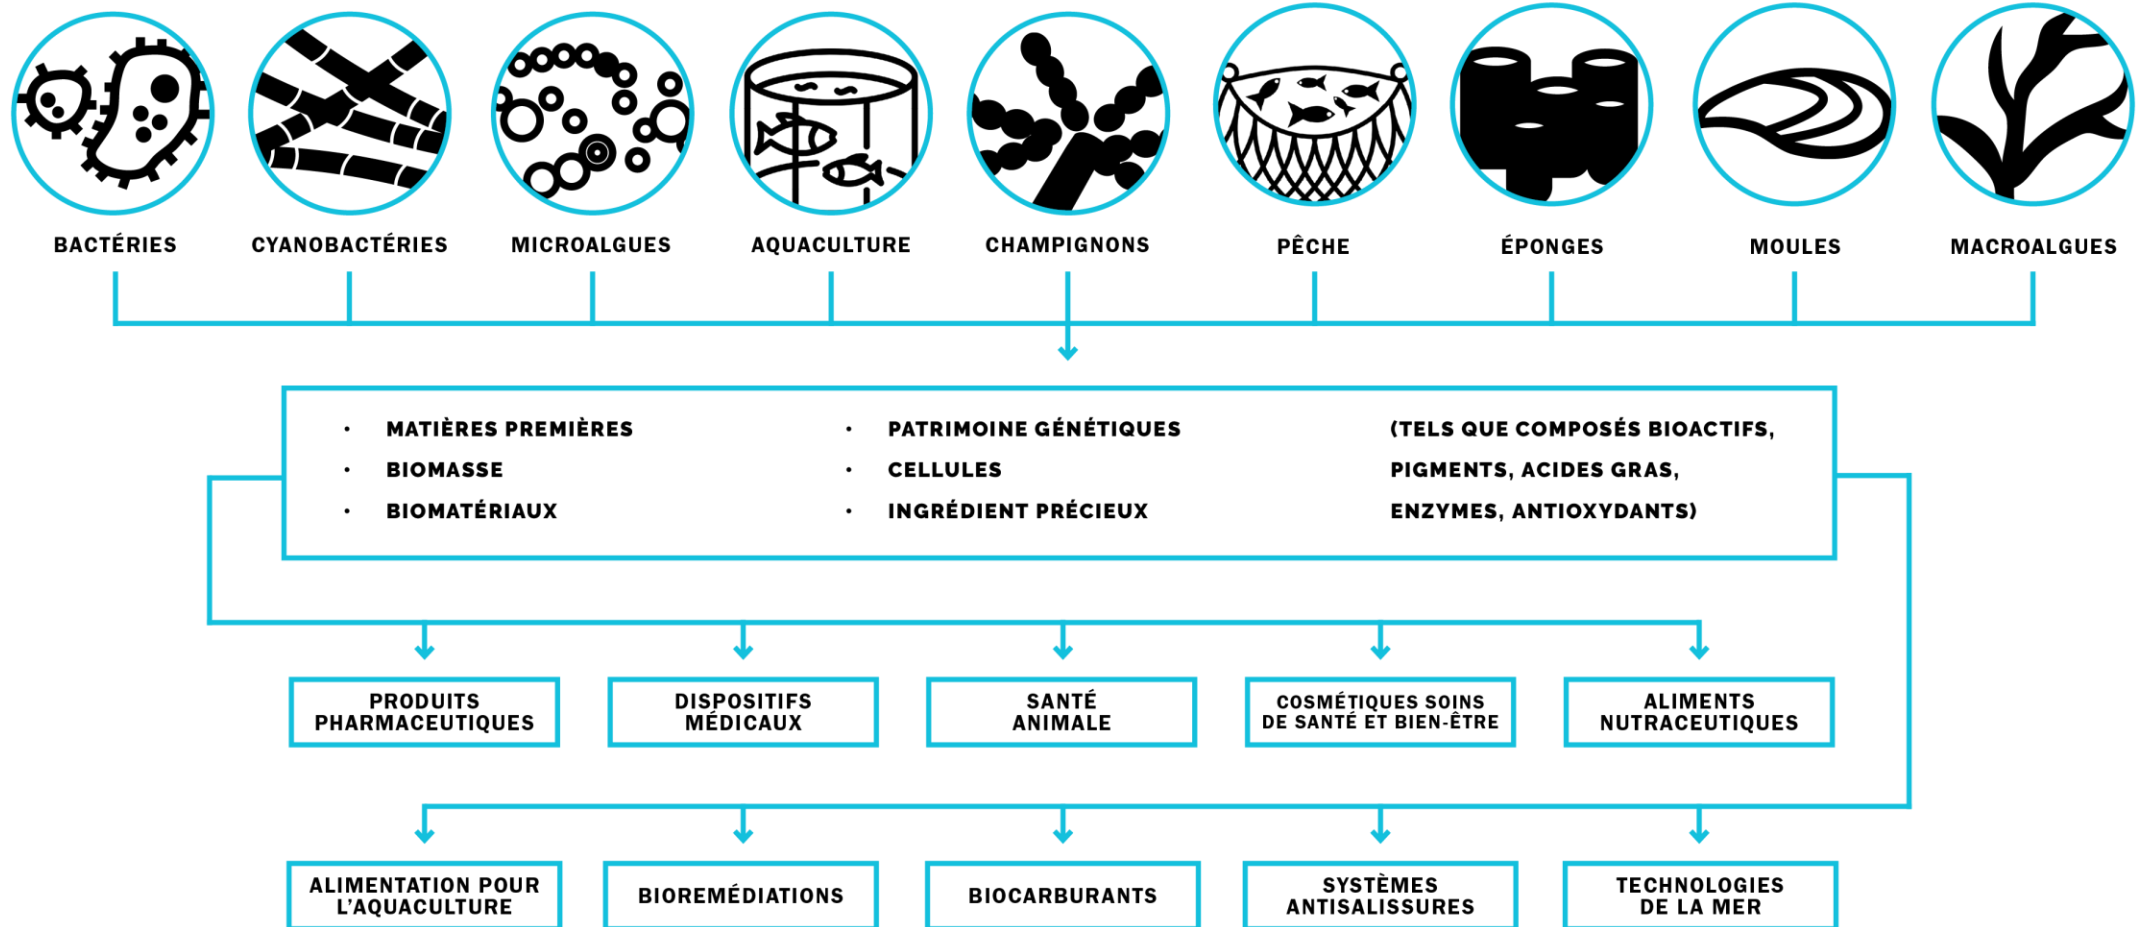 BACTÉRIES
CYANOBACTÉRIES
MICROALGUES
AQUACULTURE
CHAMPIGNONS
PÊCHE
ÉPONGES
MOULES
MACROALGUES
· MATIÈRES PREMIÈRES
· BIOMASSE
· BIOMATÉRIAUX
· PATRIMOINE GÉNÉTIQUES
· CELLULES
· INGRÉDIENT PRÉCIEUX
(TELS QUE COMPOSÉS BIOACTIFS,
PIGMENTS, ACIDES GRAS,
ENZYMES, ANTIOXYDANTS)
PRODUITS
PHARMACEUTIQUES
DISPOSITIFS
MÉDICAUX
SANTÉ
ANIMALE
COSMÉTIQUES SOINS
DE SANTÉ ET BIEN-ÊTRE
ALIMENTS
NUTRACEUTIQUES
ALIMENTATION POUR
L'AQUACULTURE
BIOREMÉDIATIONS
BIOCARBURANTS
SYSTÈMES
ANTISALISSURES
TECHNOLOGIES
DE LA MER